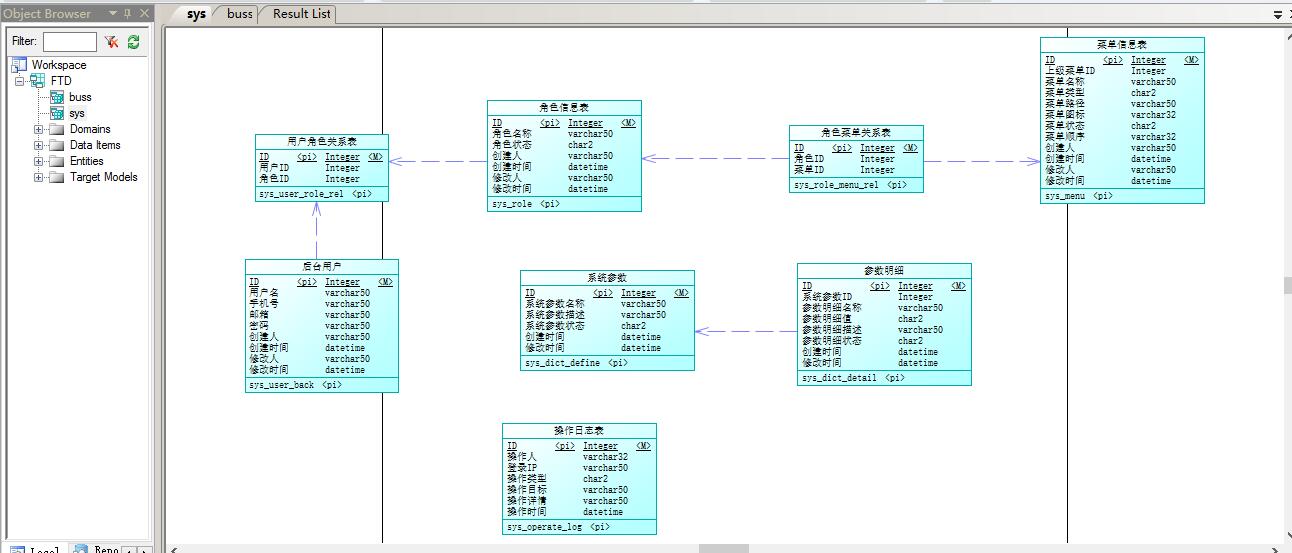 Object Browser
Filter:
Workspace
FTD
buss
sys
Domains
Data Items
Entities
Target Models
sys
buss
Result List
用户角色关系表
ID <pi> Integer <M>
用户ID Integer
角色ID Integer
sys_user_role_rel <pi>
角色信息表
ID <pi> Integer <M>
角色名称 varchar50
角色状态 char2
创建人 varchar50
创建时间 datetime
修改人 varchar50
修改时间 datetime
sys_role <pi>
角色菜单关系表
ID <pi> Integer <M>
角色ID Integer
菜单ID Integer
sys_role_menu_rel <pi>
菜单信息表
ID <pi> Integer <M>
上级菜单ID Integer
菜单名称 varchar50
菜单类型 char2
菜单路径 varchar50
菜单图标 varchar32
菜单状态 char2
菜单顺序 varchar32
创建人 varchar50
创建时间 datetime
修改人 varchar50
修改时间 datetime
sys_menu <pi>
后台用户
ID <pi> Integer <M>
用户名 varchar50
手机号 varchar50
邮箱 varchar50
密码 varchar50
创建人 varchar50
创建时间 datetime
修改人 varchar50
修改时间 datetime
sys_user_back <pi>
系统参数
ID <pi> Integer <M>
系统参数名称 varchar50
系统参数描述 varchar50
系统参数状态 char2
创建时间 datetime
修改时间 datetime
sys_dict_define <pi>
参数明细
ID <pi> Integer <M>
系统参数ID Integer
参数明细名称 varchar50
参数明细值 char2
参数明细描述 varchar50
参数明细状态 char2
创建时间 datetime
修改时间 datetime
sys_dict_detail <pi>
操作日志表
ID <pi> Integer <M>
操作人 varchar32
登录IP varchar50
操作类型 char2
操作目标 varchar50
操作详情 varchar50
操作时间 datetime
sys_operate_log <pi>